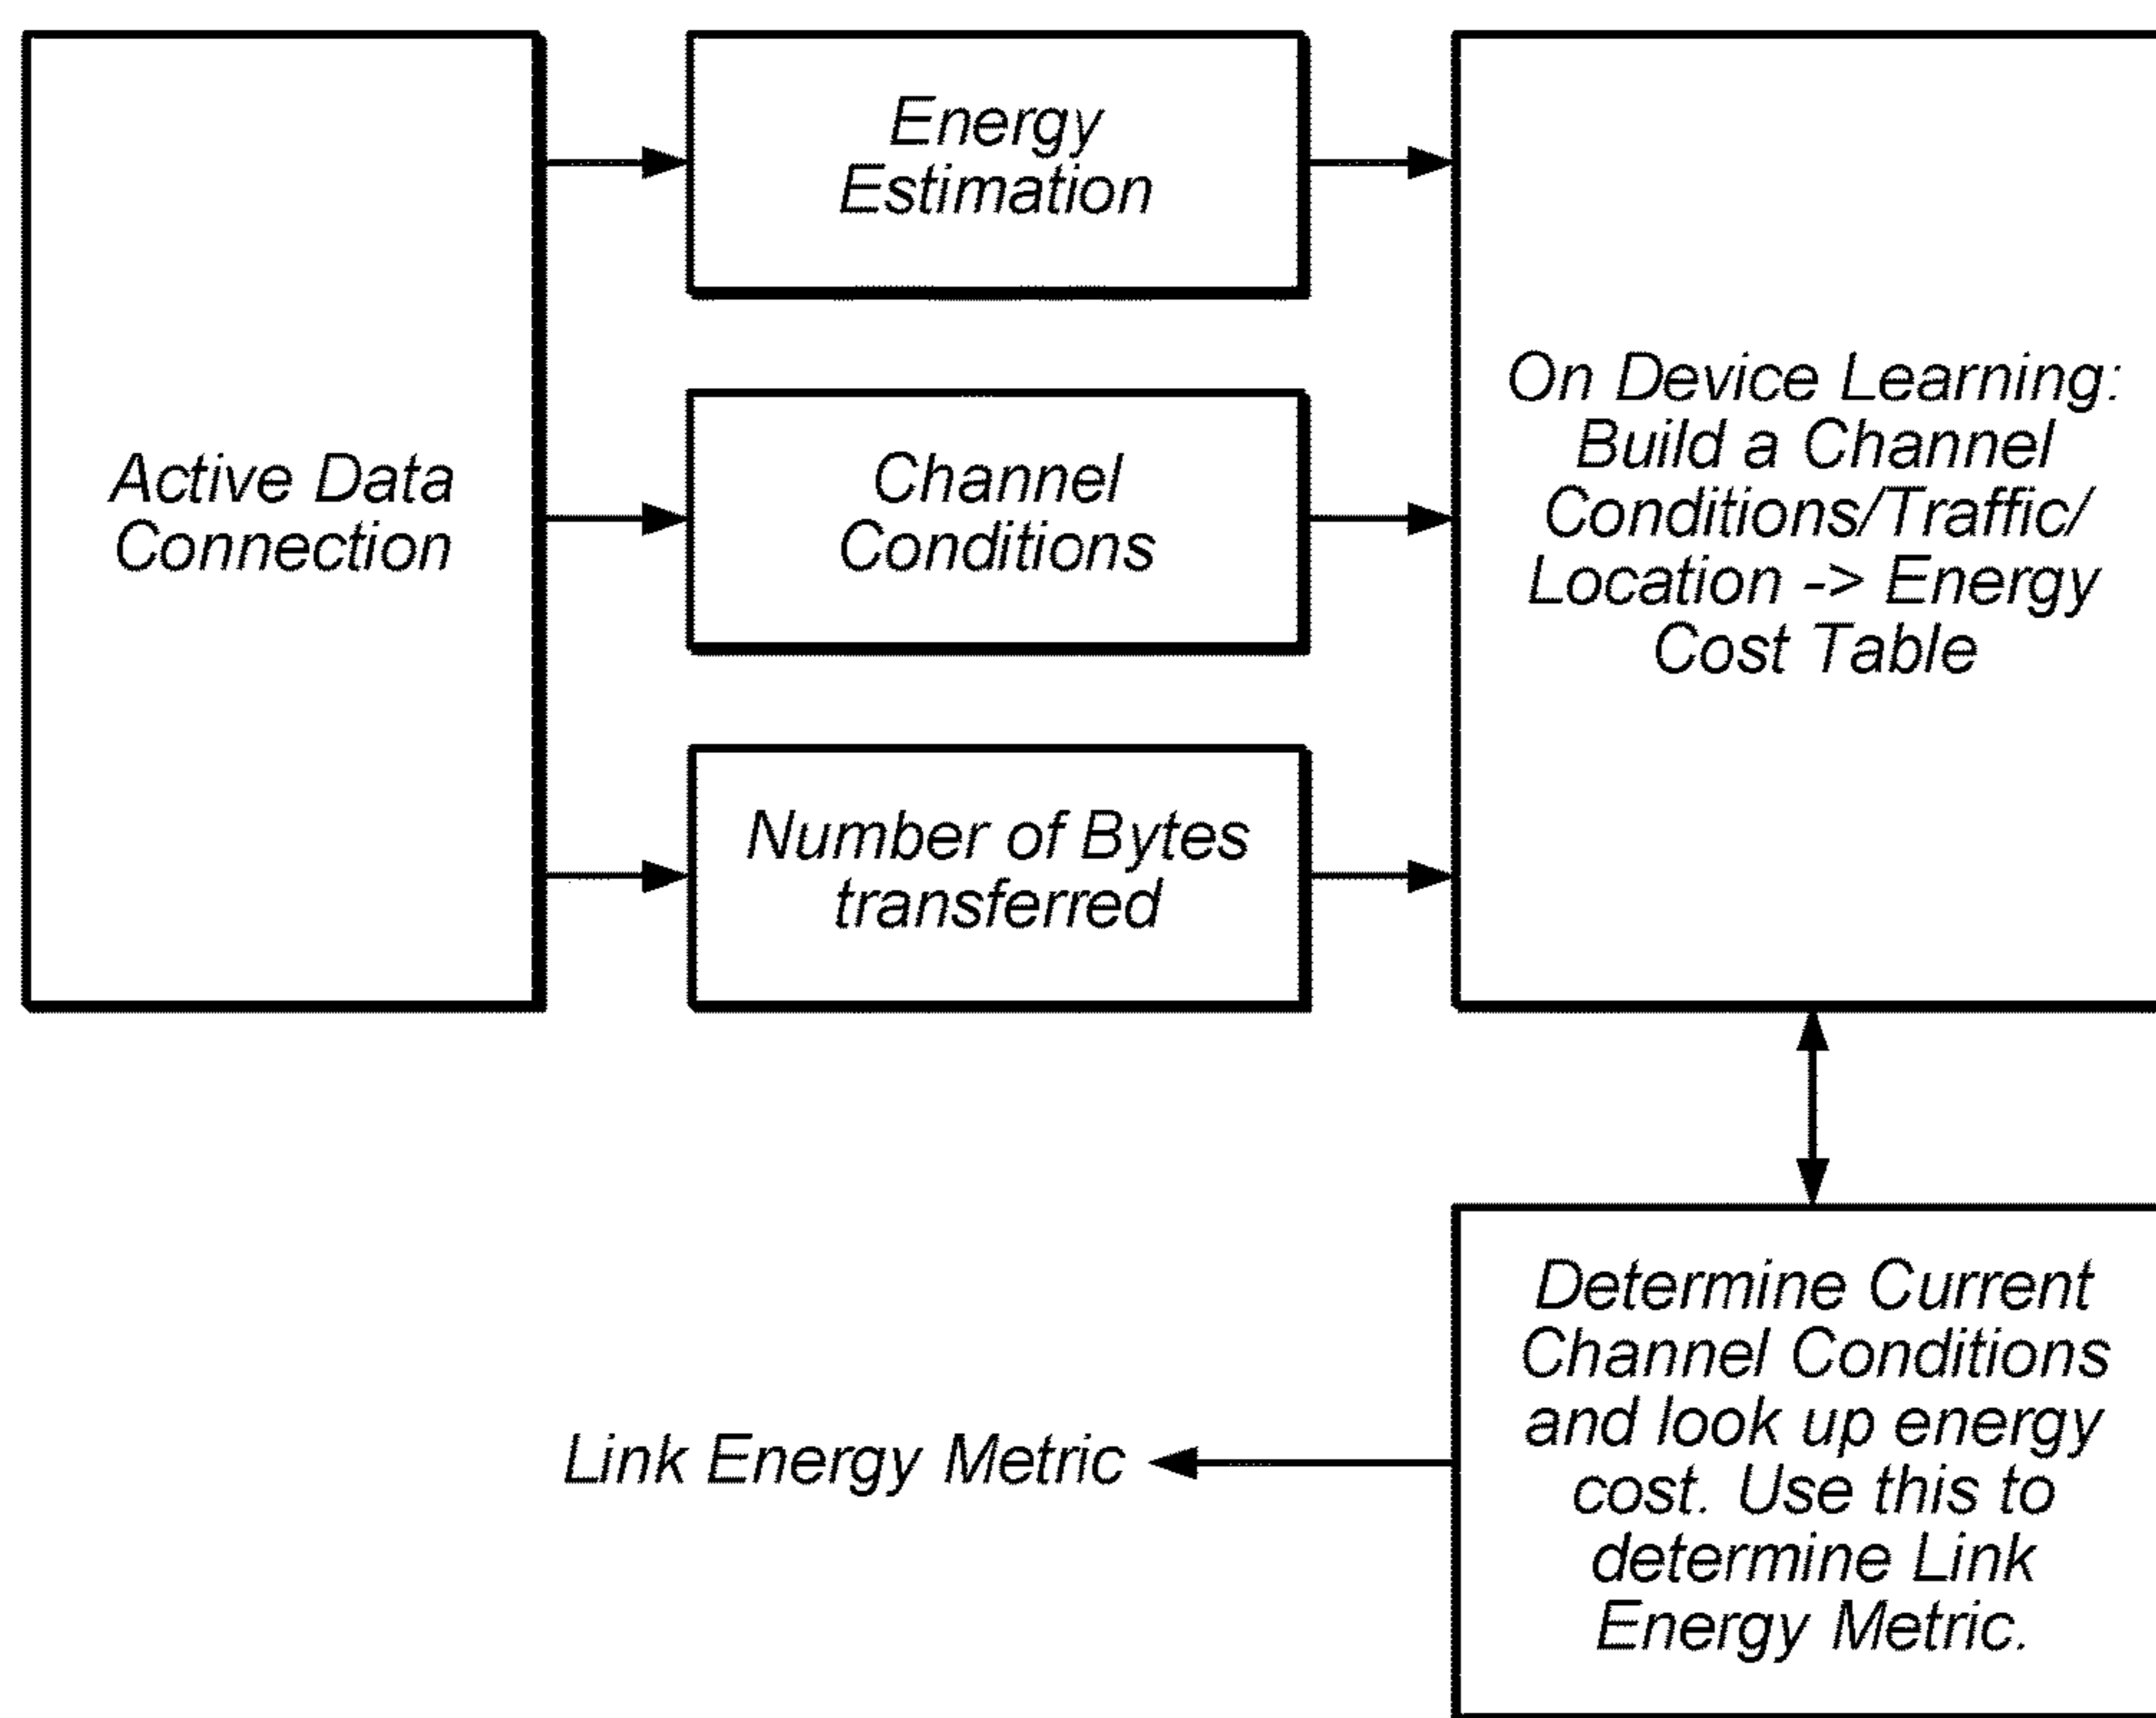 Active Data
Connection
Energy
Estimation
Channel
Conditions
Number of Bytes
transferred
On Device Learning:
Build a Channel
Conditions/Traffic/
Location -> Energy
Cost Table
Determine Current
Channel Conditions
and look up energy
cost. Use this to
determine Link
Energy Metric.
Link Energy Metric